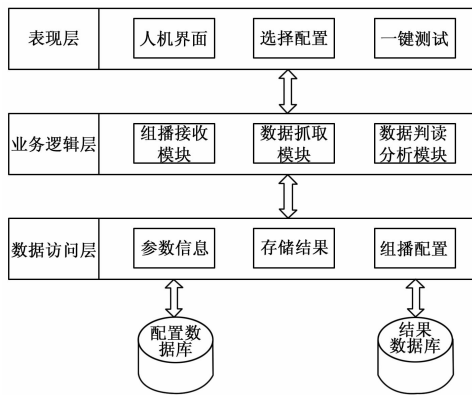 表现层
人机界面
选择配置
一键测试
业务逻辑层
组播接收
模块
数据抓取
模块
数据判读
分析模块
数据访问层
参数信息
存储结果
组播配置
配置数
据库
结果
数据库